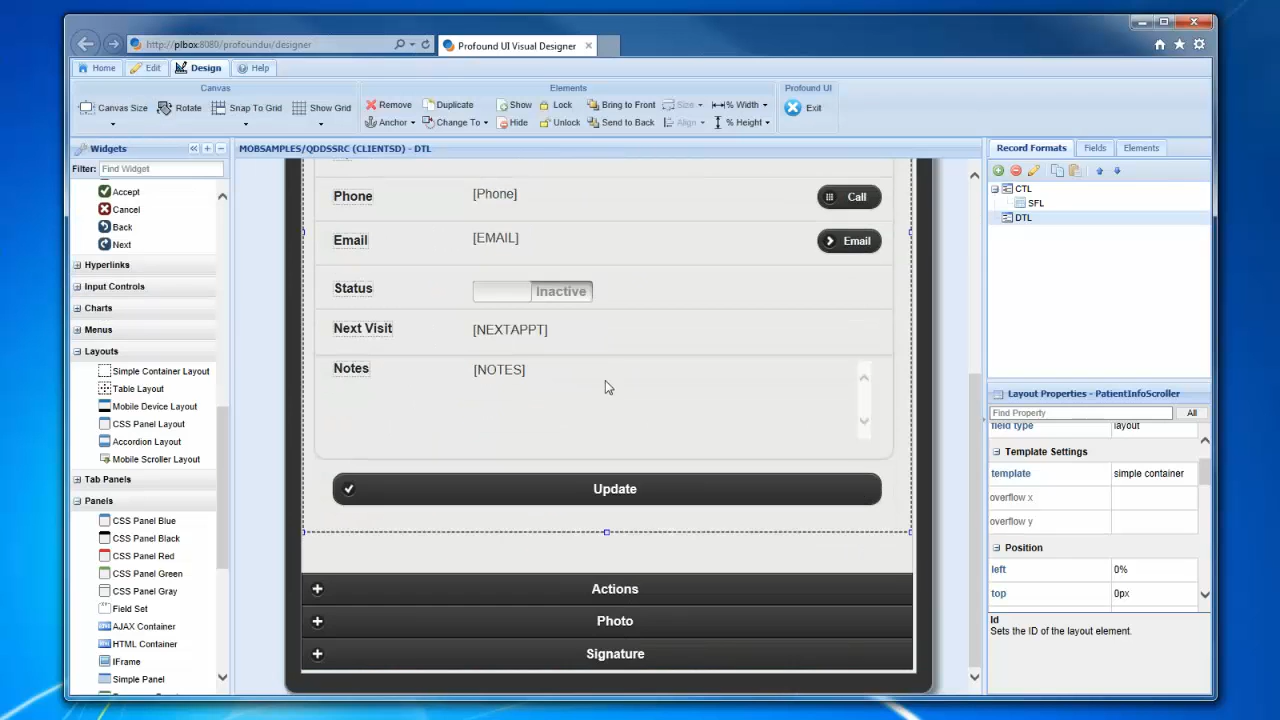 http://plbox:8080/profoundui/designer
Profound UI Visual Designer
Home Edit Design Help
Canvas Elements Profound UI
Canvas Size Rotate Snap To Grid Show Grid
Remove Duplicate Show Lock Bring to Front Size % Width Exit
Anchor Change To Hide Unlock Send to Back Align % Height
Widgets
Filter: Find Widget
Accept
Cancel
Back
Next
Hyperlinks
Input Controls
Charts
Menus
Layouts
Simple Container Layout
Table Layout
Mobile Device Layout
CSS Panel Layout
Accordion Layout
Mobile Scroller Layout
Tab Panels
Panels
CSS Panel Blue
CSS Panel Black
CSS Panel Red
CSS Panel Green
CSS Panel Gray
Field Set
AJAX Container
HTML Container
IFrame
Simple Panel
MOBSAMPLES/QDDSSRC (CLIENTSD) - DTL
Phone [Phone] Call
Email [EMAIL] Email
Status Inactive
Next Visit [NEXTAPPT]
Notes [NOTES]
Update
Actions
Photo
Signature
Record Formats Fields Elements
CTL
SFL
DTL
Layout Properties - PatientInfoScroller
Find Property All
field type layout
Template Settings
template simple container
overflow x
overflow y
Position
left 0%
top 0px
Id
Sets the ID of the layout element.